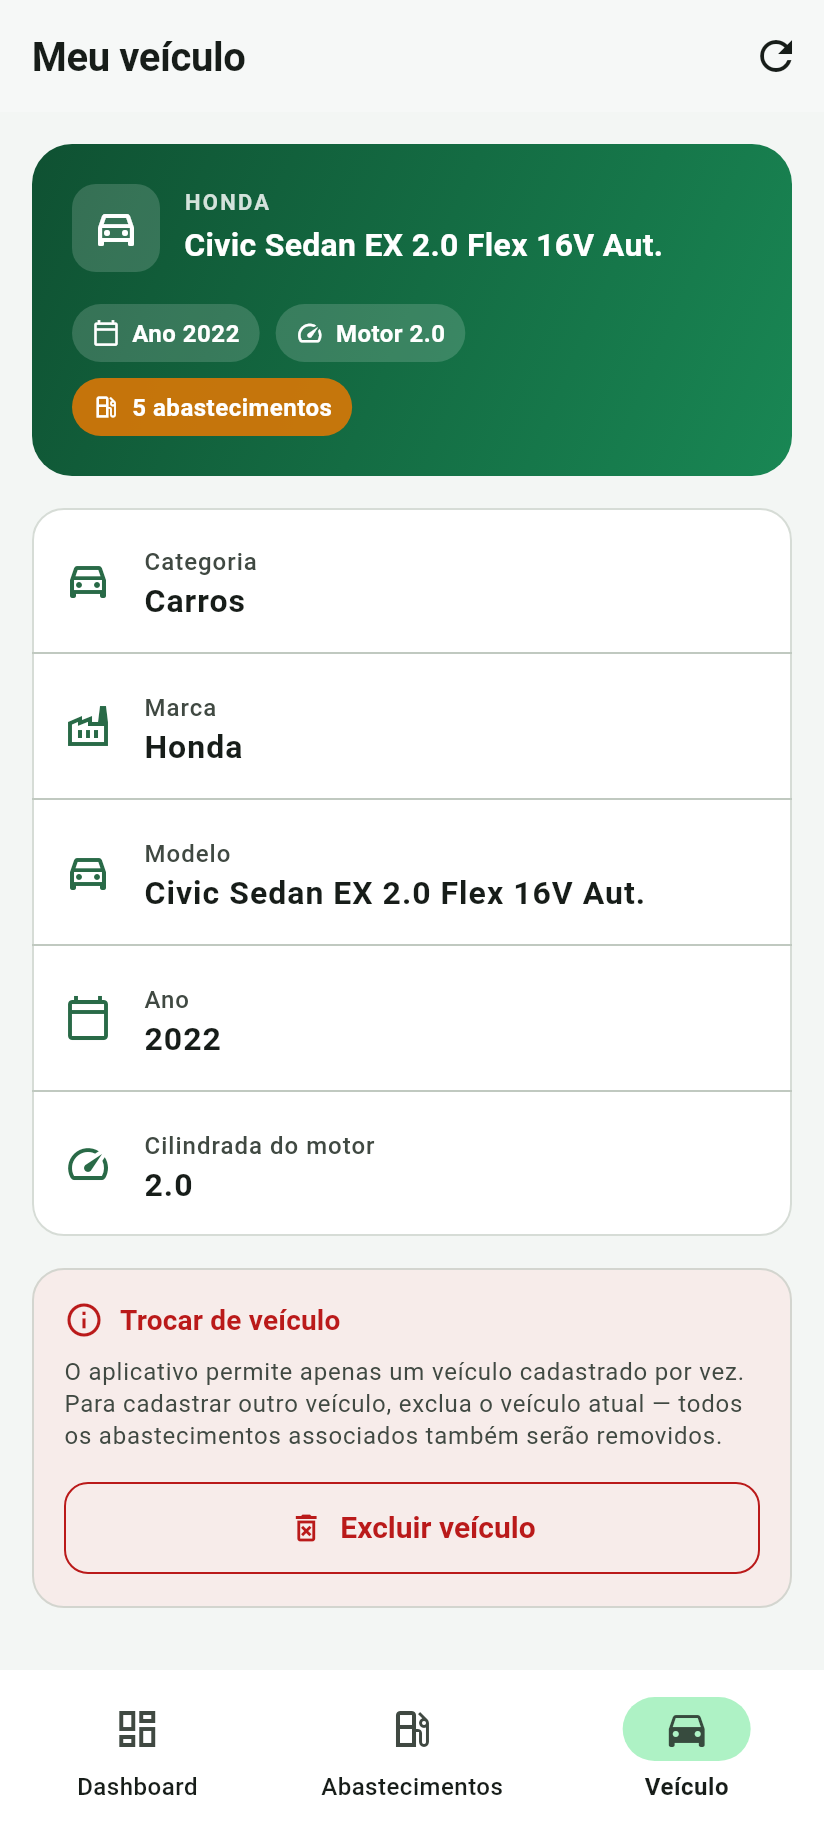 Meu veículo
HONDA
Civic Sedan EX 2.0 Flex 16V Aut.
Ano 2022
Motor 2.0
5 abastecimentos
Categoria
Carros
Marca
Honda
Modelo
Civic Sedan EX 2.0 Flex 16V Aut.
Ano
2022
Cilindrada do motor
2.0
Trocar de veículo
O aplicativo permite apenas um veículo cadastrado por vez.
Para cadastrar outro veículo, exclua o veículo atual — todos
os abastecimentos associados também serão removidos.
Excluir veículo
Dashboard
Abastecimentos
Veículo